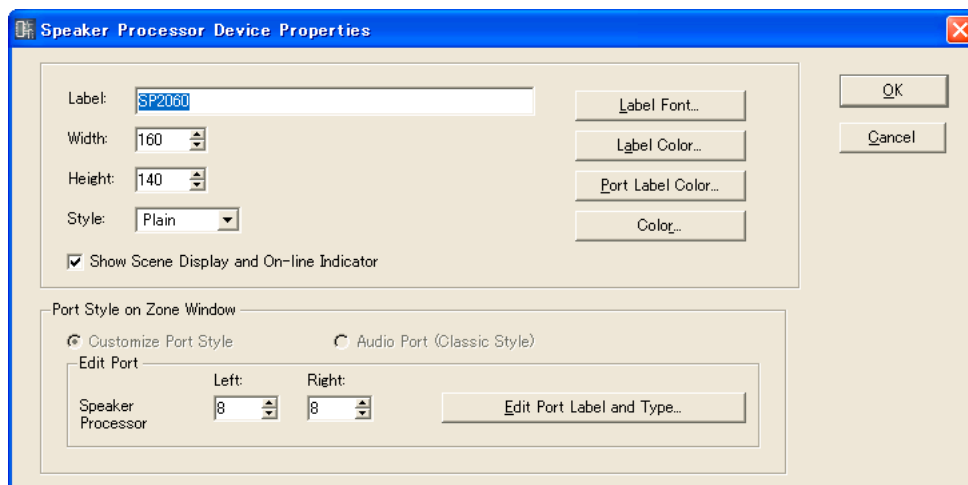 Speaker Processor Device Properties
Label: SP2060 Label Font... OK
Width: 160 Label Color... Cancel
Height: 140 Port Label Color...
Style: Plain Color...
Show Scene Display and On-line Indicator
Port Style on Zone Window
Customize Port Style Audio Port (Classic Style)
Edit Port
Left: Right:
Speaker Processor 8 8 Edit Port Label and Type...